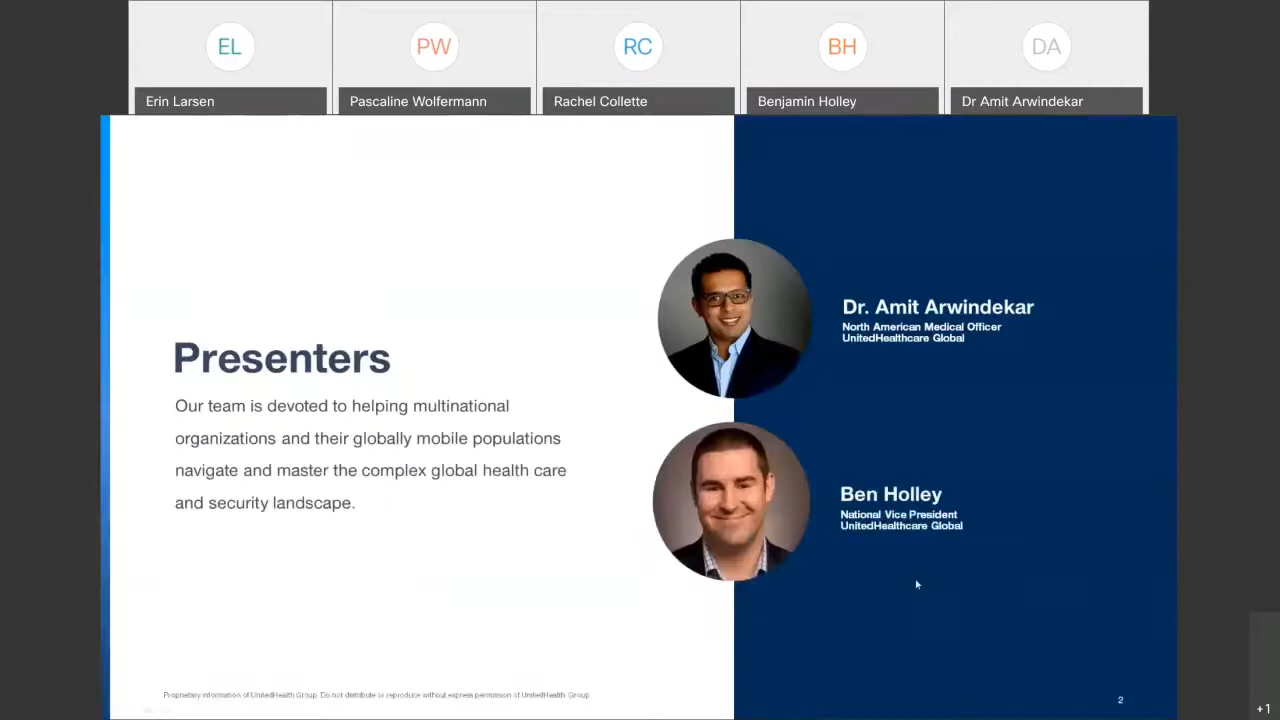 EL
PW
RC
BH
DA
Erin Larsen
Pascaline Wolfermann
Rachel Collette
Benjamin Holley
Dr Amit Arwindekar
Dr. Amit Arwindekar
North American Medical Officer
UnitedHealthcare Global
Presenters
Our team is devoted to helping multinational
organizations and their globally mobile populations
navigate and master the complex global health care
and security landscape.
Ben Holley
National Vice President
UnitedHealthcare Global
Proprietary information of UnitedHealth Group. Do not distribute or reproduce without express permission of UnitedHealth Group
2
+1